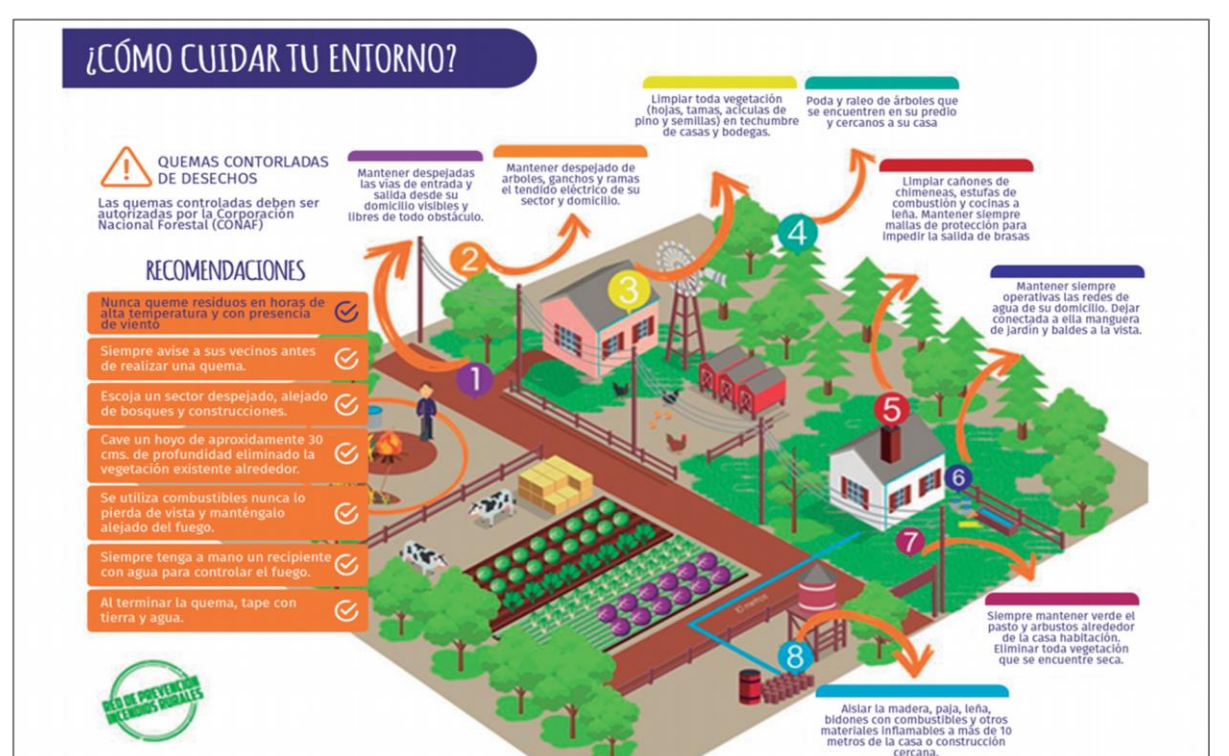 ¿CÓMO CUIDAR TU ENTORNO?
QUEMAS CONTORLADAS
DE DESECHOS
Las quemas controladas deben ser
autorizadas por la Corporación
Nacional Forestal (CONAF)
RECOMENDACIONES
Nunca queme residuos en horas de
alta temperatura y con presencia
de viento
Siempre avise a sus vecinos antes
de realizar una quema.
Escoja un sector despejado, alejado
de bosques y construcciones.
Cave un hoyo de aproxidamente 30
cms. de profundidad eliminado la
vegetación existente alrededor.
Se utiliza combustibles nunca lo
pierda de vista y manténgalo
alejado del fuego.
Siempre tenga a mano un recipiente
con agua para controlar el fuego.
Al terminar la quema, tape con
tierra y agua.
RED DE PREVENCIÓN
INCENDIOS RURALES
Mantener despejadas
las vías de entrada y
salida desde su
domicilio visibles y
libres de todo obstáculo.
1
Mantener despejado de
arboles, ganchos y ramas
el tendido eléctrico de su
sector y domicilio.
2
Limpiar toda vegetación
(hojas, tamas, acículas de
pino y semillas) en techumbre
de casas y bodegas.
3
Poda y raleo de árboles que
se encuentren en su predio
y cercanos a su casa
4
Limpiar cañones de
chimeneas, estufas de
combustión y cocinas a
leña. Mantener siempre
mallas de protección para
impedir la salida de brasas
5
Mantener siempre
operativas las redes de
agua de su domicilio. Dejar
conectada a ella manguera
de jardín y baldes a la vista.
6
7
Siempre mantener verde el
pasto y arbustos alrededor
de la casa habitación.
Eliminar toda vegetación
que se encuentre seca.
10 metros
8
Aislar la madera, paja, leña,
bidones con combustibles y otros
materiales inflamables a más de 10
metros de la casa o construcción
cercana.